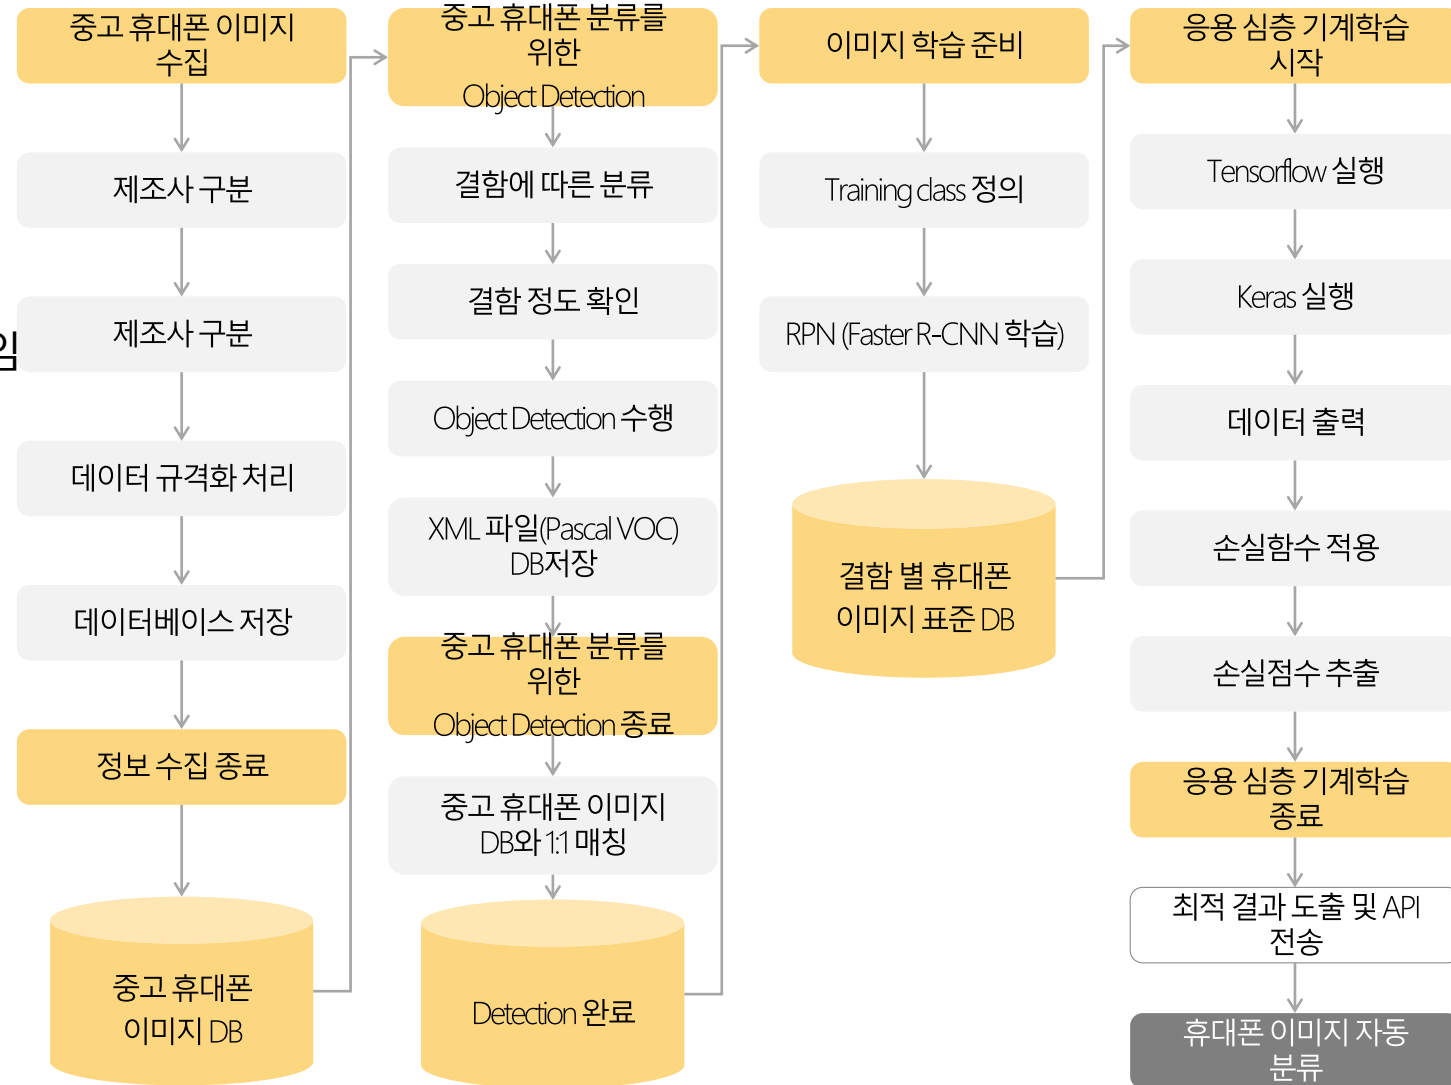 중고 휴대폰 이미지
수집
제조사 구분
제조사 구분
임
데이터 규격화 처리
데이터베이스 저장
정보 수집 종료
중고 휴대폰
이미지 DB
중고 휴대폰 분류를
위한
Object Detection
결함에 따른 분류
결함 정도 확인
Object Detection 수행
XML 파일(Pascal VOC)
DB저장
중고 휴대폰 분류를
위한
Object Detection 종료
중고 휴대폰 이미지
DB와 1:1 매칭
Detection 완료
이미지 학습 준비
Training class 정의
RPN (Faster R-CNN 학습)
결함 별 휴대폰
이미지 표준 DB
응용 심층 기계학습
시작
Tensorflow 실행
Keras 실행
데이터 출력
손실함수 적용
손실점수 추출
응용 심층 기계학습
종료
최적 결과 도출 및 API
전송
휴대폰 이미지 자동
분류